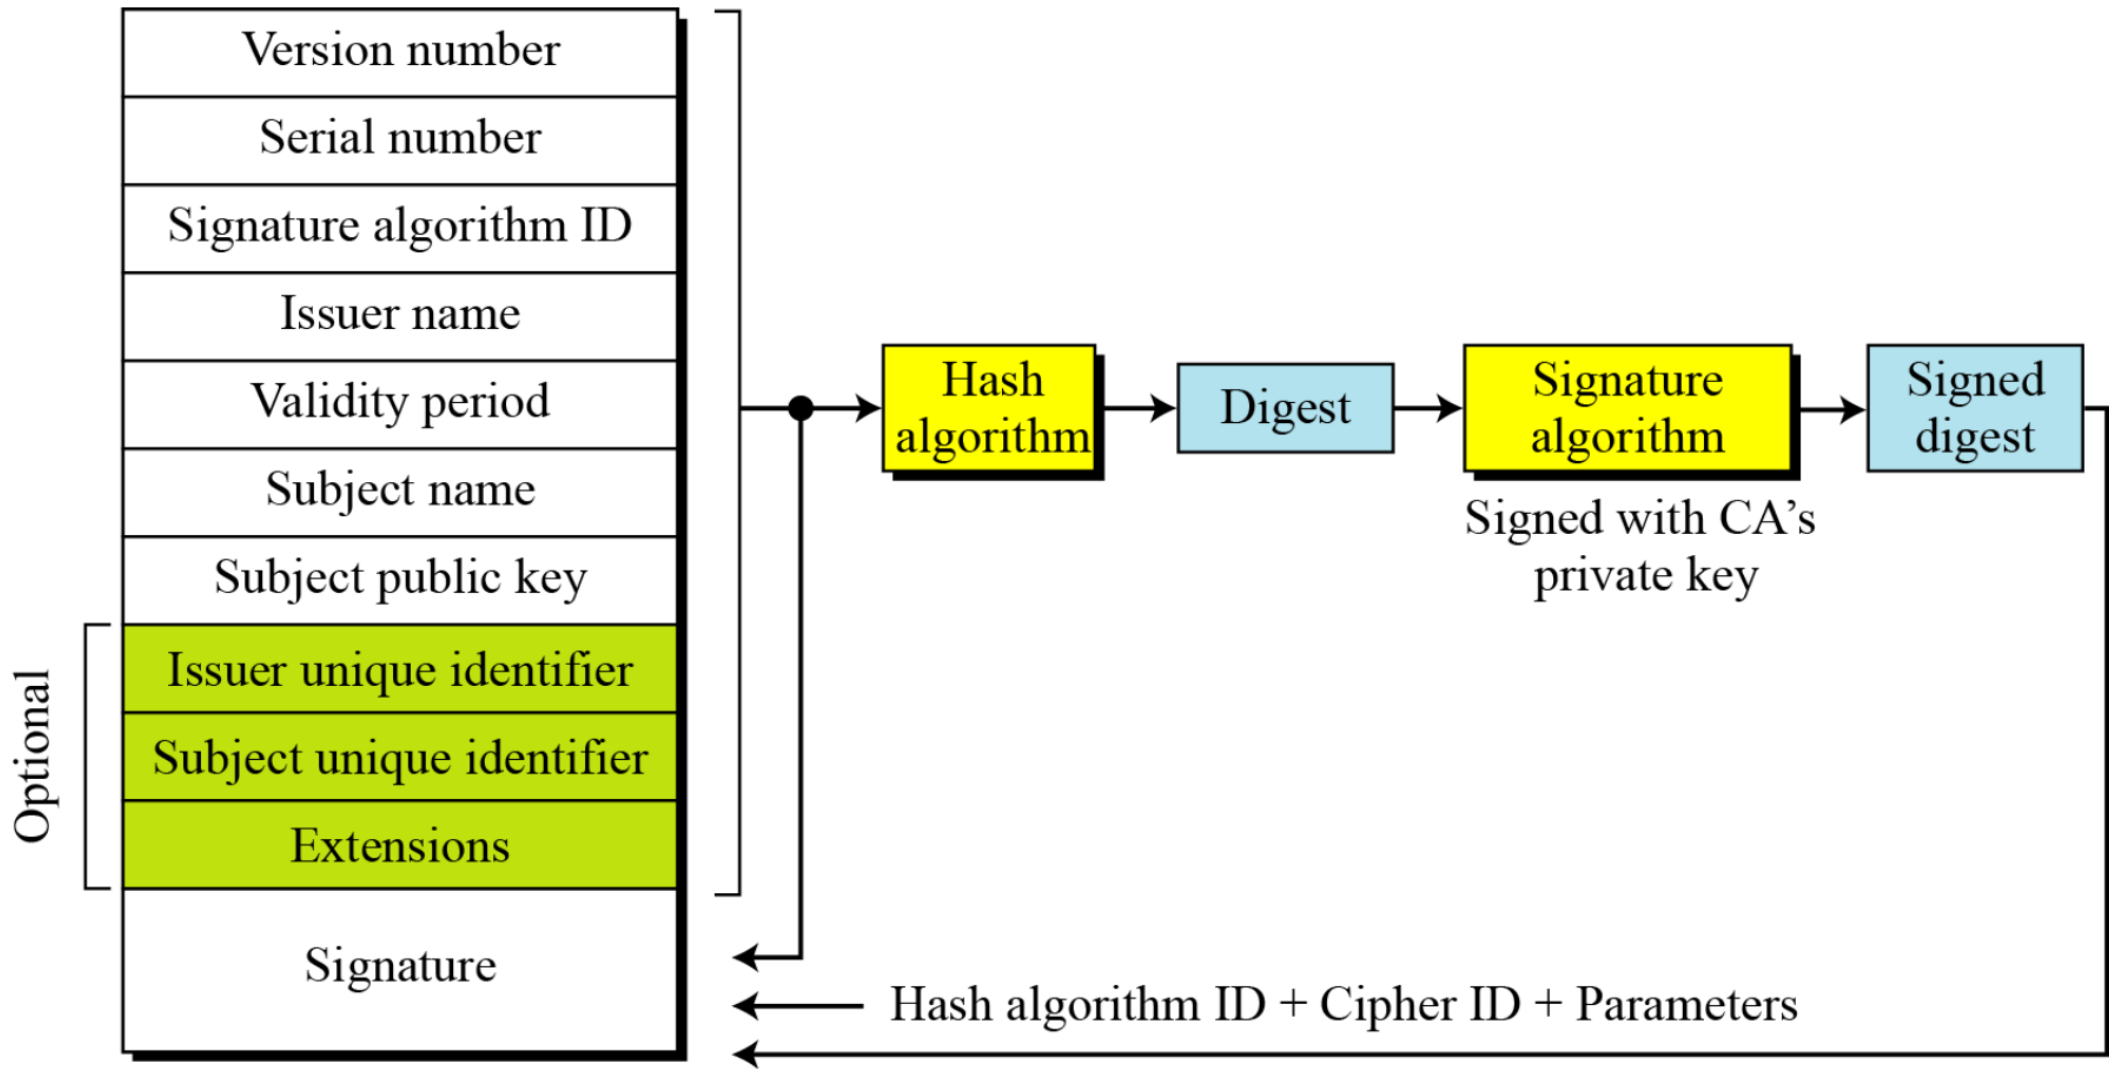 Version number
Serial number
Signature algorithm ID
Issuer name
Validity period
Subject name
Subject public key
Optional
Issuer unique identifier
Subject unique identifier
Extensions
Signature
Hash
algorithm
Digest
Signature
algorithm
Signed with CA’s
private key
Signed
digest
Hash algorithm ID + Cipher ID + Parameters